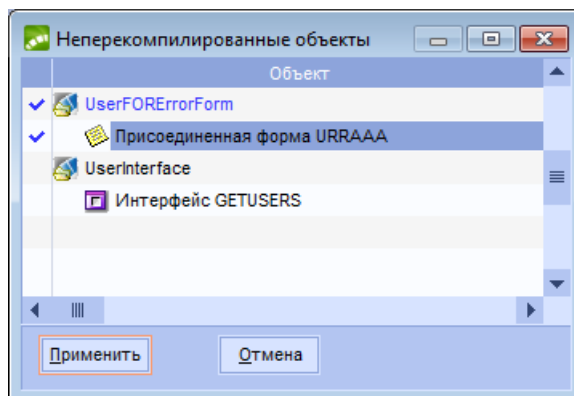 Неперекомпилированные объекты
Объект
UserFORErrorForm
Присоединенная форма URRAAA
UserInterface
Интерфейс GETUSERS
Применить Отмена